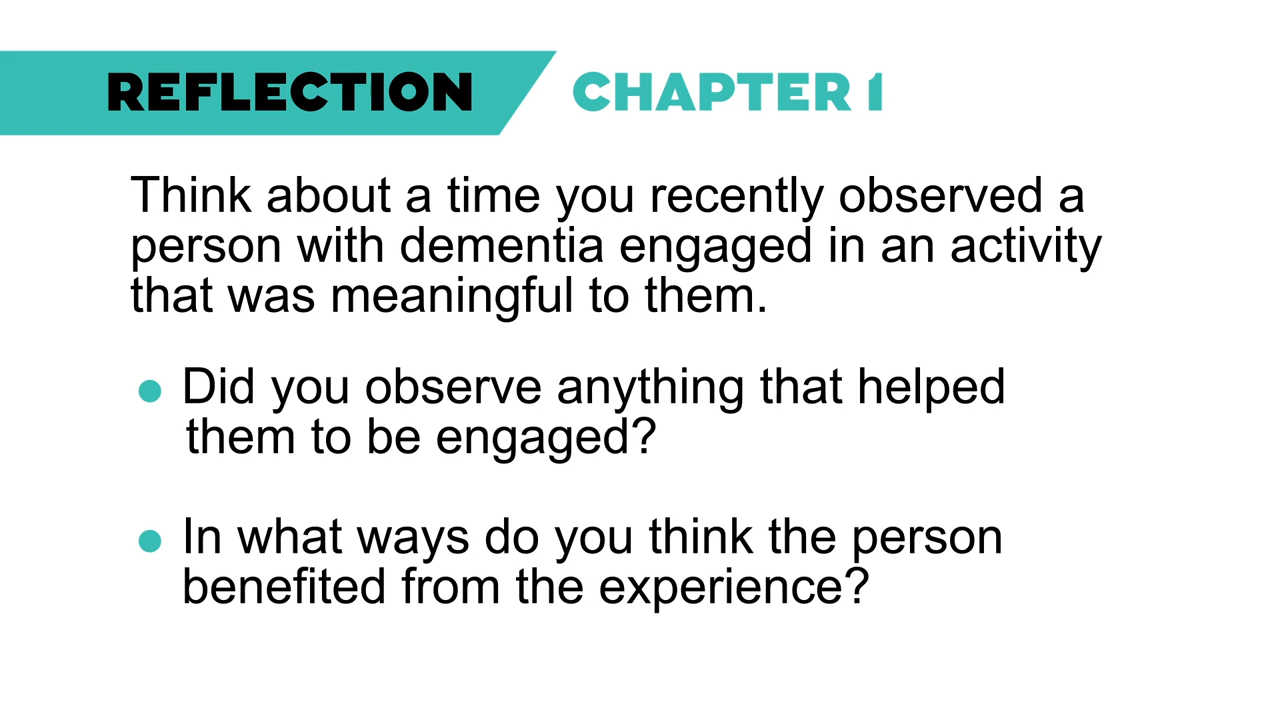 REFLECTION CHAPTER 1
Think about a time you recently observed a
person with dementia engaged in an activity
that was meaningful to them.
● Did you observe anything that helped
them to be engaged?
● In what ways do you think the person
benefited from the experience?